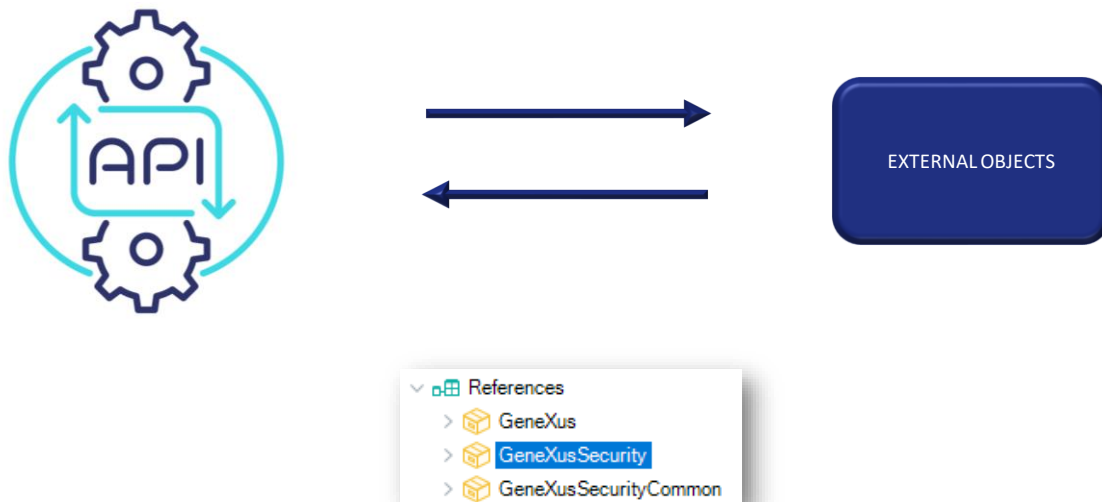 API
EXTERNAL OBJECTS
References
GeneXus
GeneXusSecurity
GeneXusSecurityCommon